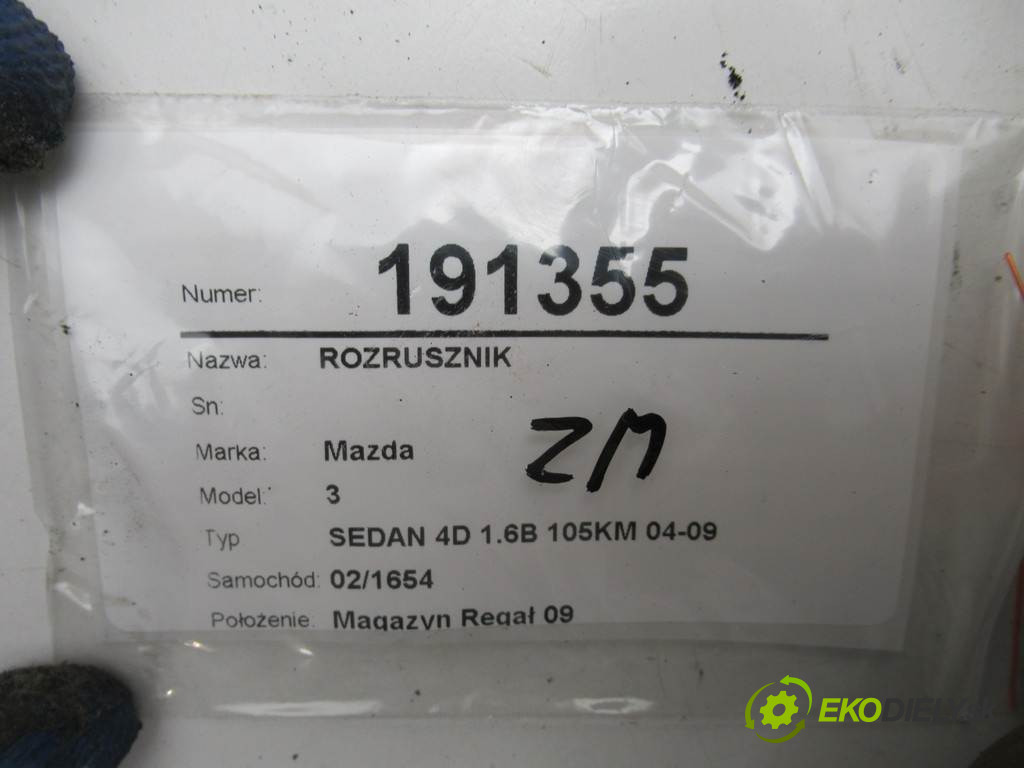 Numer: 191355
Nazwa: ROZRUSZNIK
Sn:
Marka: Mazda
ZM
Model: 3
Typ SEDAN 4D 1.6B 105KM 04-09
Samochód: 02/1654
Położenie: Magazyn Regał 09
EKODIELY